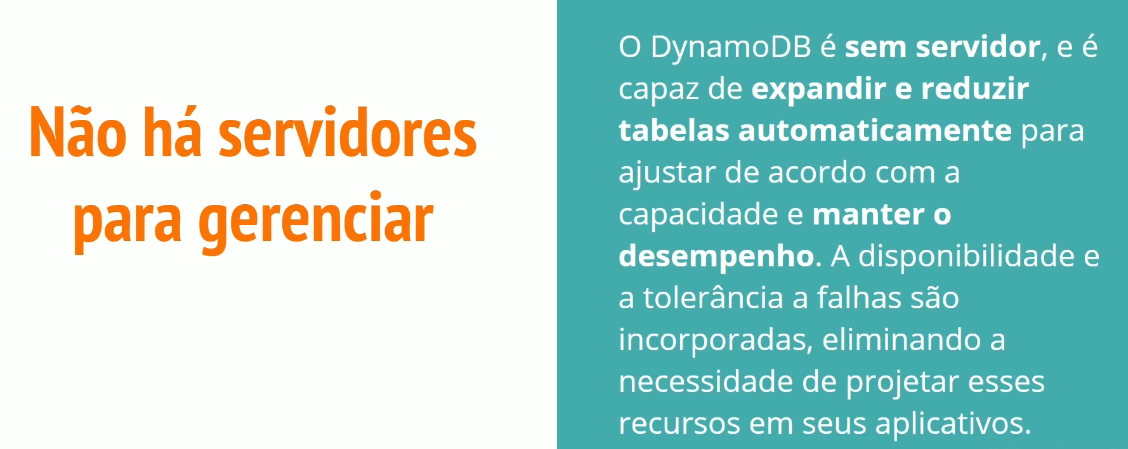 Não há servidores
para gerenciar
O DynamoDB é sem servidor, e é
capaz de expandir e reduzir
tabelas automaticamente para
ajustar de acordo com a
capacidade e manter o
desempenho. A disponibilidade e
a tolerância a falhas são
incorporadas, eliminando a
necessidade de projetar esses
recursos em seus aplicativos.